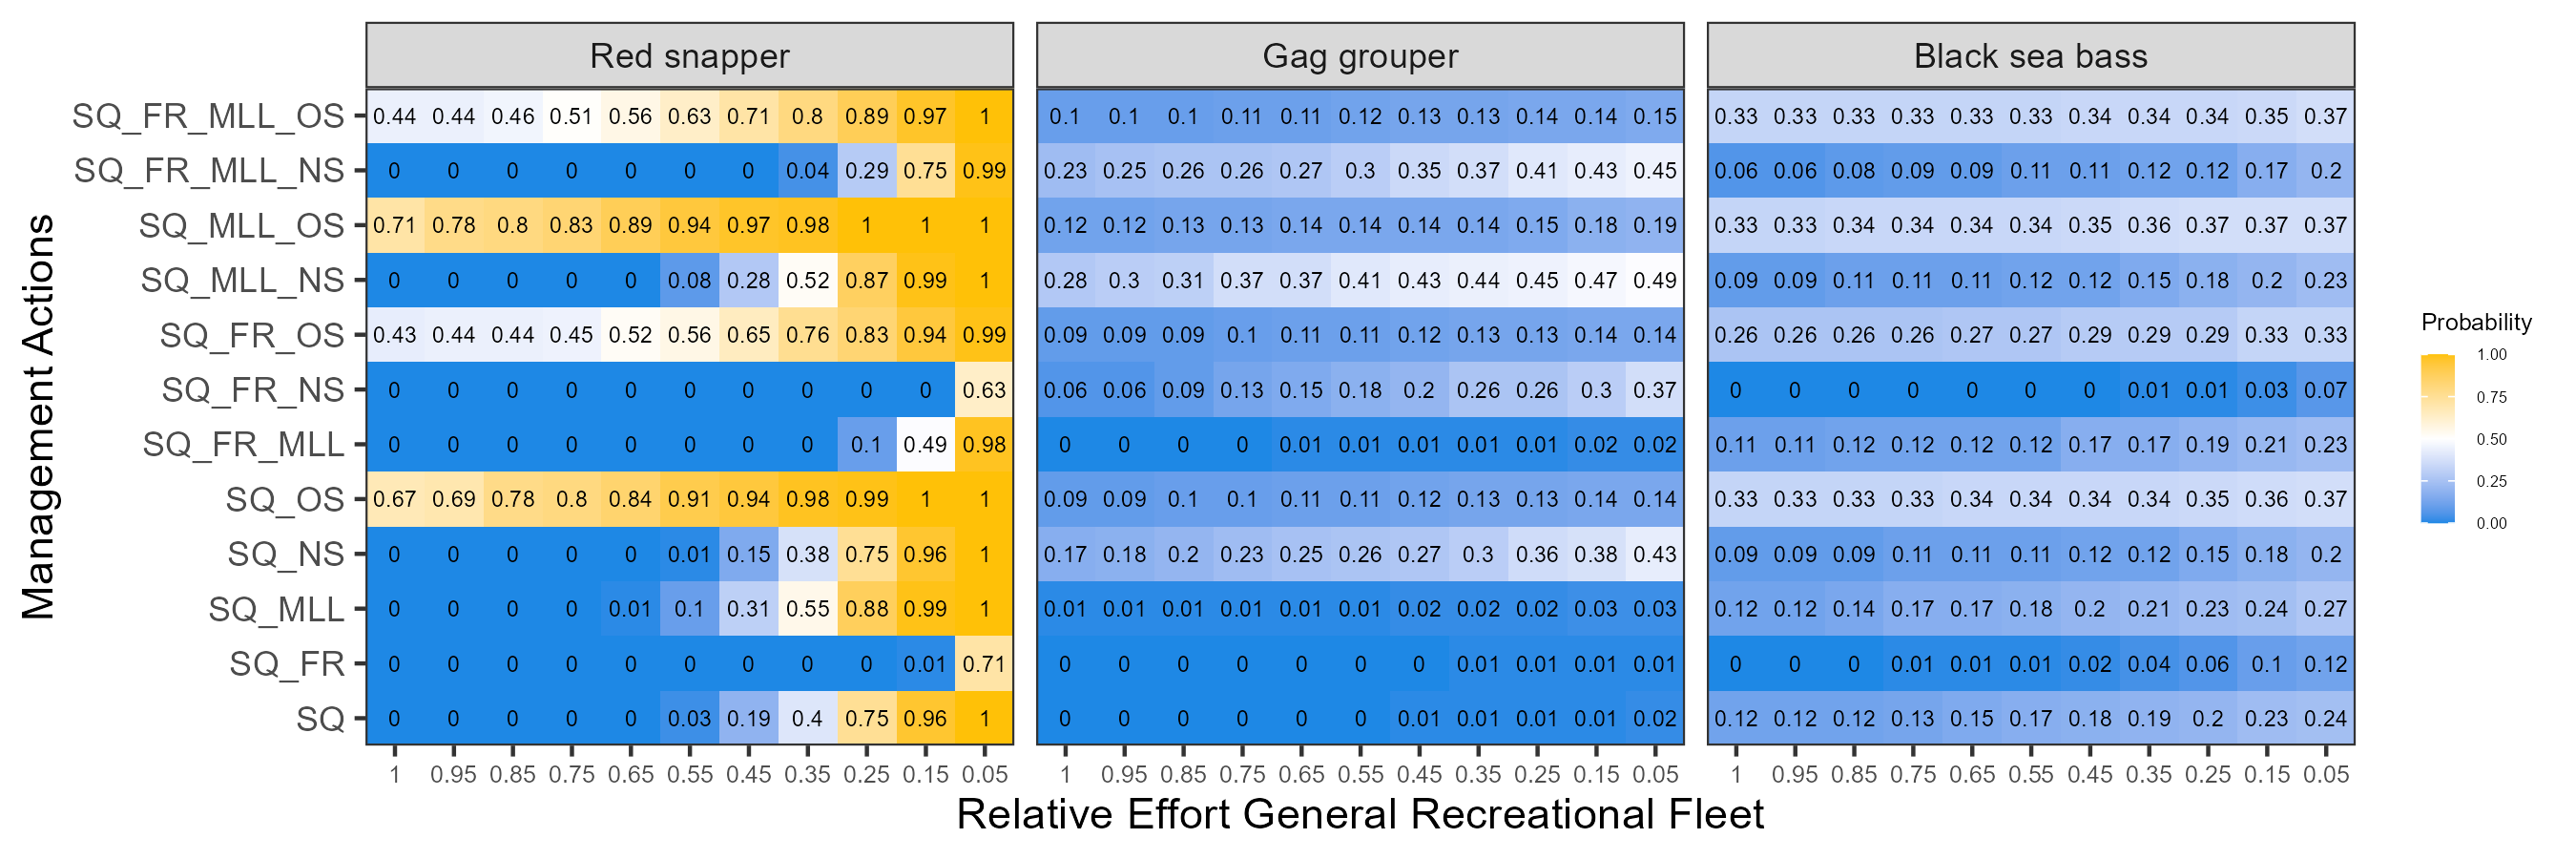 Red snapper Gag grouper Black sea bass
Management Actions
SQ_FR_MLL_OS 0.44 0.44 0.46 0.51 0.56 0.63 0.71 0.8 0.89 0.97 1 0.1 0.1 0.1 0.11 0.11 0.12 0.13 0.13 0.14 0.14 0.15 0.33 0.33 0.33 0.33 0.33 0.33 0.34 0.34 0.34 0.35 0.37
SQ_FR_MLL_NS 0 0 0 0 0 0 0 0.04 0.29 0.75 0.99 0.23 0.25 0.26 0.26 0.27 0.3 0.35 0.37 0.41 0.43 0.45 0.06 0.06 0.08 0.09 0.09 0.11 0.11 0.12 0.12 0.17 0.2
SQ_MLL_OS 0.71 0.78 0.8 0.83 0.89 0.94 0.97 0.98 1 1 1 0.12 0.12 0.13 0.13 0.14 0.14 0.14 0.14 0.15 0.18 0.19 0.33 0.33 0.34 0.34 0.34 0.34 0.35 0.36 0.37 0.37 0.37
SQ_MLL_NS 0 0 0 0 0 0.08 0.28 0.52 0.87 0.99 1 0.28 0.3 0.31 0.37 0.37 0.41 0.43 0.44 0.45 0.47 0.49 0.09 0.09 0.11 0.11 0.11 0.12 0.12 0.15 0.18 0.2 0.23
SQ_FR_OS 0.43 0.44 0.44 0.45 0.52 0.56 0.65 0.76 0.83 0.94 0.99 0.09 0.09 0.09 0.1 0.11 0.11 0.12 0.13 0.13 0.14 0.14 0.26 0.26 0.26 0.26 0.27 0.27 0.29 0.29 0.29 0.33 0.33
SQ_FR_NS 0 0 0 0 0 0 0 0 0 0 0.63 0.06 0.06 0.09 0.13 0.15 0.18 0.2 0.26 0.26 0.3 0.37 0 0 0 0 0 0 0 0.01 0.01 0.03 0.07
SQ_FR_MLL 0 0 0 0 0 0 0 0 0.1 0.49 0.98 0 0 0 0 0.01 0.01 0.01 0.01 0.01 0.02 0.02 0.11 0.11 0.12 0.12 0.12 0.12 0.17 0.17 0.19 0.21 0.23
SQ_OS 0.67 0.69 0.78 0.8 0.84 0.91 0.94 0.98 0.99 1 1 0.09 0.09 0.1 0.1 0.11 0.11 0.12 0.13 0.13 0.14 0.14 0.33 0.33 0.33 0.33 0.34 0.34 0.34 0.34 0.35 0.36 0.37
SQ_NS 0 0 0 0 0 0.01 0.15 0.38 0.75 0.96 1 0.17 0.18 0.2 0.23 0.25 0.26 0.27 0.3 0.36 0.38 0.43 0.09 0.09 0.09 0.11 0.11 0.11 0.12 0.12 0.15 0.18 0.2
SQ_MLL 0 0 0 0 0.01 0.1 0.31 0.55 0.88 0.99 1 0.01 0.01 0.01 0.01 0.01 0.01 0.02 0.02 0.02 0.03 0.03 0.12 0.12 0.14 0.17 0.17 0.18 0.2 0.21 0.23 0.24 0.27
SQ_FR 0 0 0 0 0 0 0 0 0 0.01 0.71 0 0 0 0 0 0 0 0.01 0.01 0.01 0.01 0 0 0 0.01 0.01 0.01 0.02 0.04 0.06 0.1 0.12
SQ 0 0 0 0 0 0.03 0.19 0.4 0.75 0.96 1 0 0 0 0 0 0 0.01 0.01 0.01 0.01 0.02 0.12 0.12 0.12 0.13 0.15 0.17 0.18 0.19 0.2 0.23 0.24
1 0.95 0.85 0.75 0.65 0.55 0.45 0.35 0.25 0.15 0.05 1 0.95 0.85 0.75 0.65 0.55 0.45 0.35 0.25 0.15 0.05 1 0.95 0.85 0.75 0.65 0.55 0.45 0.35 0.25 0.15 0.05
Relative Effort General Recreational Fleet
Probability
1.00
0.75
0.50
0.25
0.00